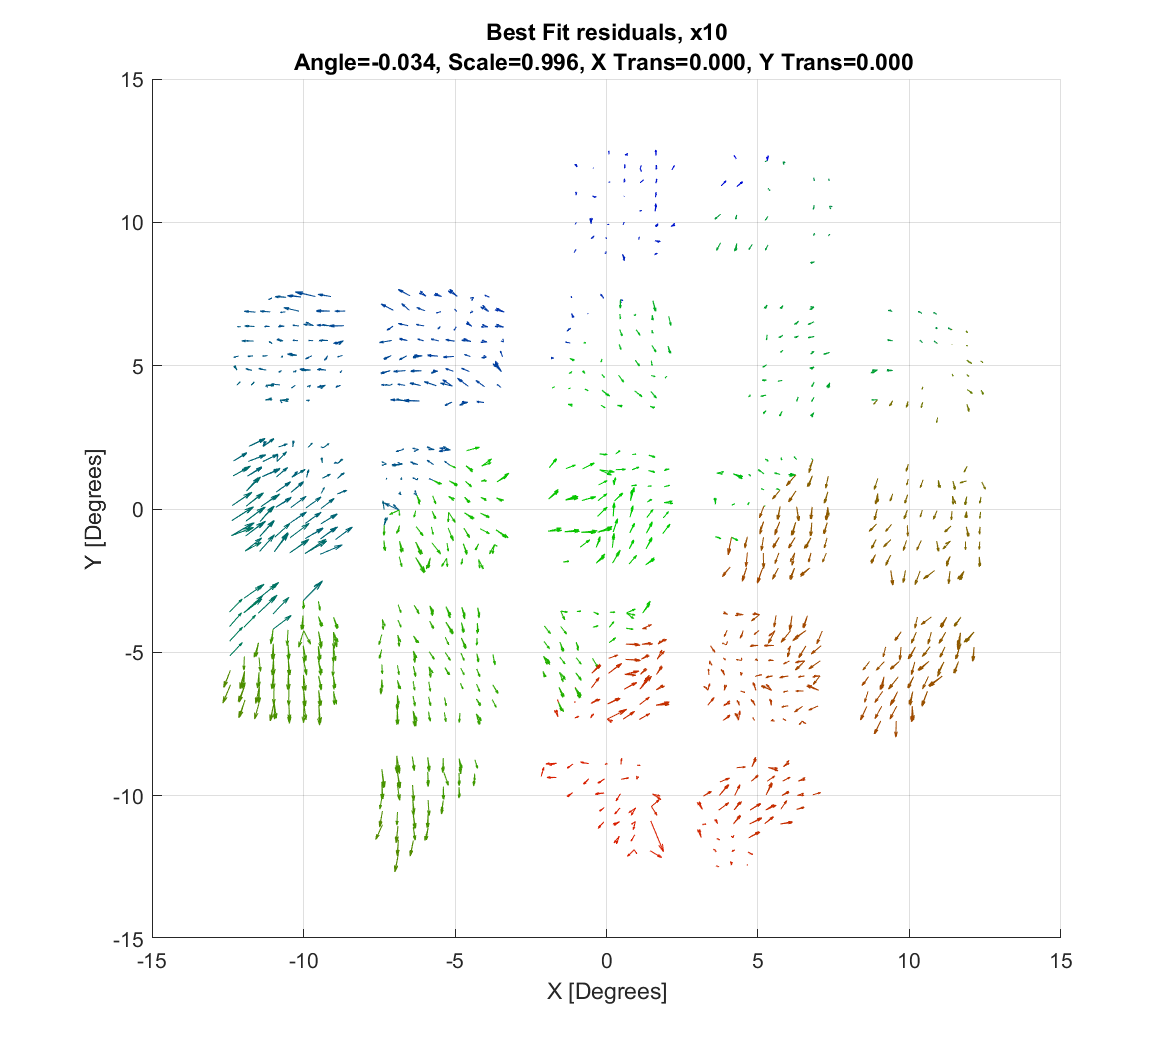 Best Fit residuals, x10
Angle=-0.034, Scale=0.996, X Trans=0.000, Y Trans=0.000
15
10
5
0
-5
-10
-15
Y [Degrees]
-15 -10 -5 0 5 10 15
X [Degrees]